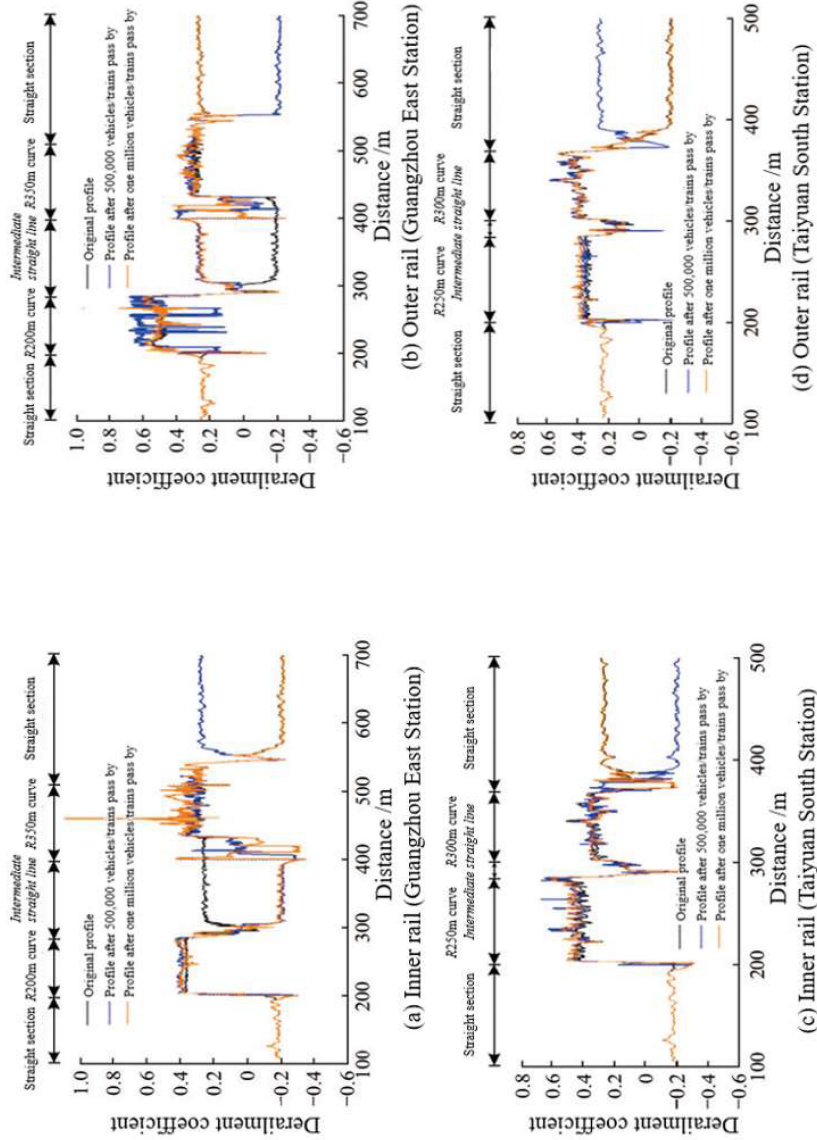 Straight section R200m curve Intermediate straight line R350m curve Straight section
1.0
0.8
0.6
0.4
0.2
0
−0.2
−0.4
−0.6
Derailment coefficient
Original profile
Profile after 500,000 vehicles/trains pass by
Profile after one million vehicles/trains pass by
100 200 300 400 500 600 700
Distance /m
(a) Inner rail (Guangzhou East Station)
Straight section R200m curve Intermediate straight line R350m curve Straight section
1.0
0.8
0.6
0.4
0.2
0
−0.2
−0.4
−0.6
Derailment coefficient
Original profile
Profile after 500,000 vehicles/trains pass by
Profile after one million vehicles/trains pass by
100 200 300 400 500 600 700
Distance /m
(b) Outer rail (Guangzhou East Station)
Straight section R250m curve Intermediate straight line R300m curve Straight section
0.8
0.6
0.4
0.2
0
−0.2
−0.4
−0.6
Derailment coefficient
Original profile
Profile after 500,000 vehicles/trains pass by
Profile after one million vehicles/trains pass by
100 200 300 400 500
Distance /m
(c) Inner rail (Taiyuan South Station)
Straight section R250m curve Intermediate straight line R300m curve Straight section
0.8
0.6
0.4
0.2
0
−0.2
−0.4
−0.6
Derailment coefficient
Original profile
Profile after 500,000 vehicles/trains pass by
Profile after one million vehicles/trains pass by
100 200 300 400 500
Distance /m
(d) Outer rail (Taiyuan South Station)